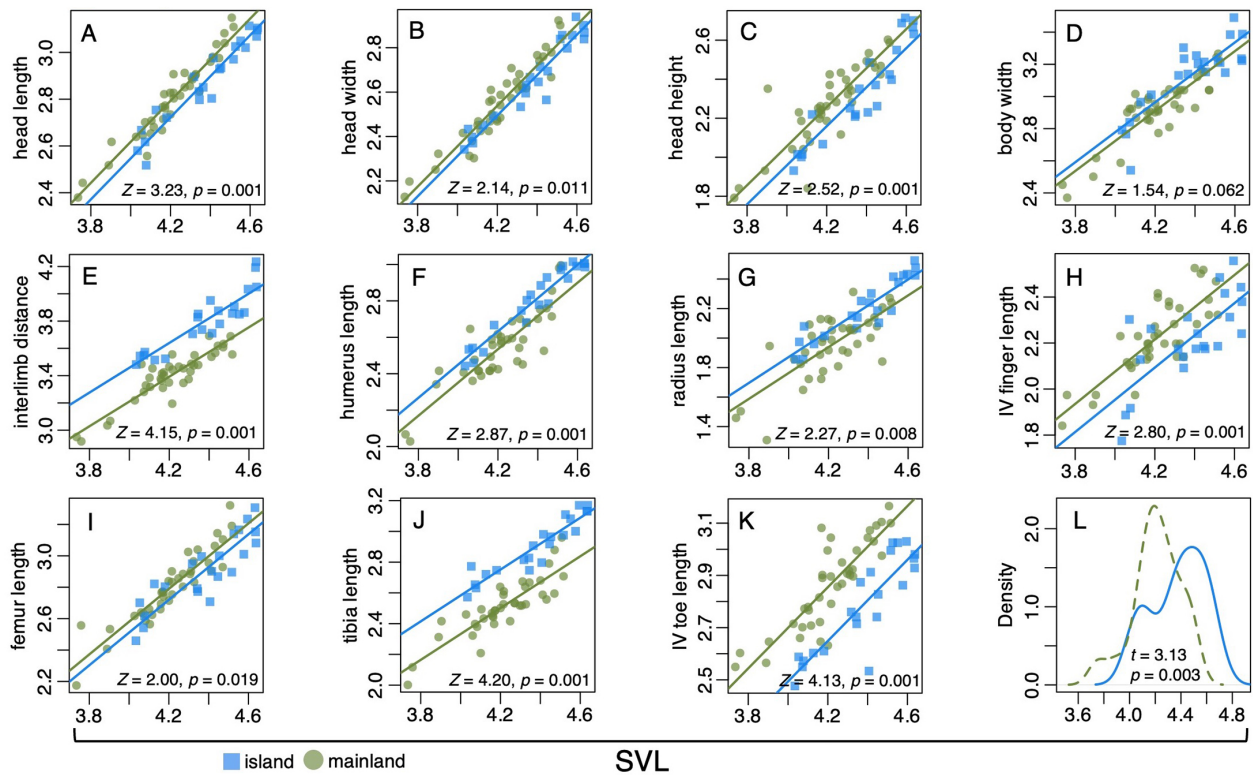 A
head length
3.0
2.8
2.6
2.4
Z = 3.23, p = 0.001
3.8 4.2 4.6
B
head width
2.8
2.6
2.4
2.2
Z = 2.14, p = 0.011
3.8 4.2 4.6
C
head height
2.6
2.2
1.8
Z = 2.52, p = 0.001
3.8 4.2 4.6
D
body width
3.2
2.8
2.4
Z = 1.54, p = 0.062
3.8 4.2 4.6
E
interlimb distance
4.2
3.8
3.4
3.0
Z = 4.15, p = 0.001
3.8 4.2 4.6
F
humerus length
2.8
2.4
2.0
Z = 2.87, p = 0.001
3.8 4.2 4.6
G
radius length
2.2
1.8
1.4
Z = 2.27, p = 0.008
3.8 4.2 4.6
H
IV finger length
2.4
2.2
2.0
1.8
Z = 2.80, p = 0.001
3.8 4.2 4.6
I
femur length
3.0
2.6
2.2
Z = 2.00, p = 0.019
3.8 4.2 4.6
J
tibia length
3.2
2.8
2.4
2.0
Z = 4.20, p = 0.001
3.8 4.2 4.6
K
IV toe length
3.1
2.9
2.7
2.5
Z = 4.13, p = 0.001
3.8 4.2 4.6
L
Density
2.0
1.0
0.0
t = 3.13
p = 0.003
3.6 4.0 4.4 4.8
island mainland
SVL